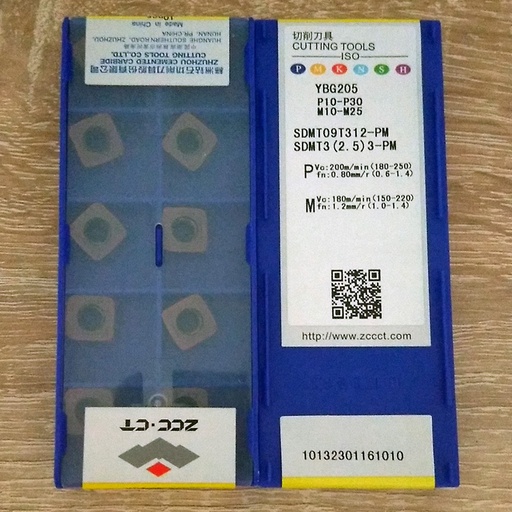 10pcs
Made in China
HUNAN, PR.CHINA
HUANGHE SOUTHERN ROAD, ZHUZHOU,
CUTTING TOOLS CO.,LTD.
ZHUZHOU CEMENTED CARBIDE
株洲钻石切削刀具股份有限公司
ZCC·CT
切削刀具
CUTTING TOOLS
ISO
P M K N S H
YBG205
P10-P30
M10-M25
SDMT09T312-PM
SDMT3(2.5)3-PM
P Vc:200m/min(180-250)
fn:0.80mm/r(0.6-1.4)
M Vc:180m/min(150-220)
fn:1.2mm/r(1.0-1.4)
http://www.zccct.com
10132301161010